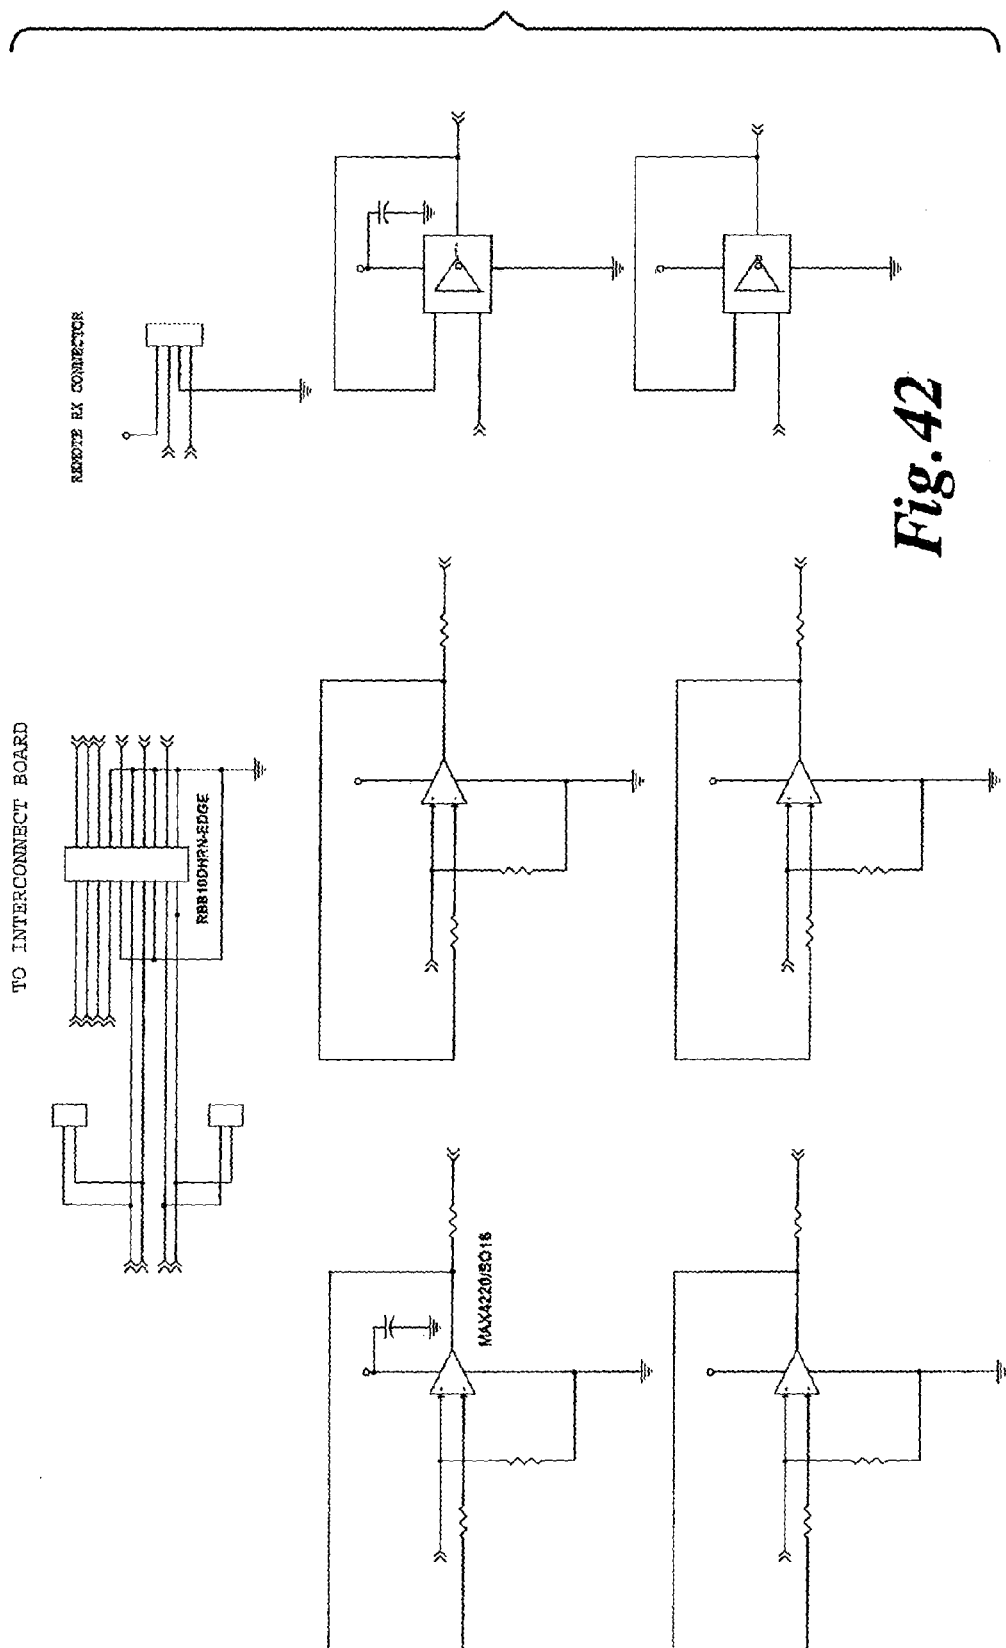 TO INTERCONNECT BOARD
REMOTE RX CONNECTOR
RBB10DHRN-EDGE
MAX4220/SO16
Fig.42